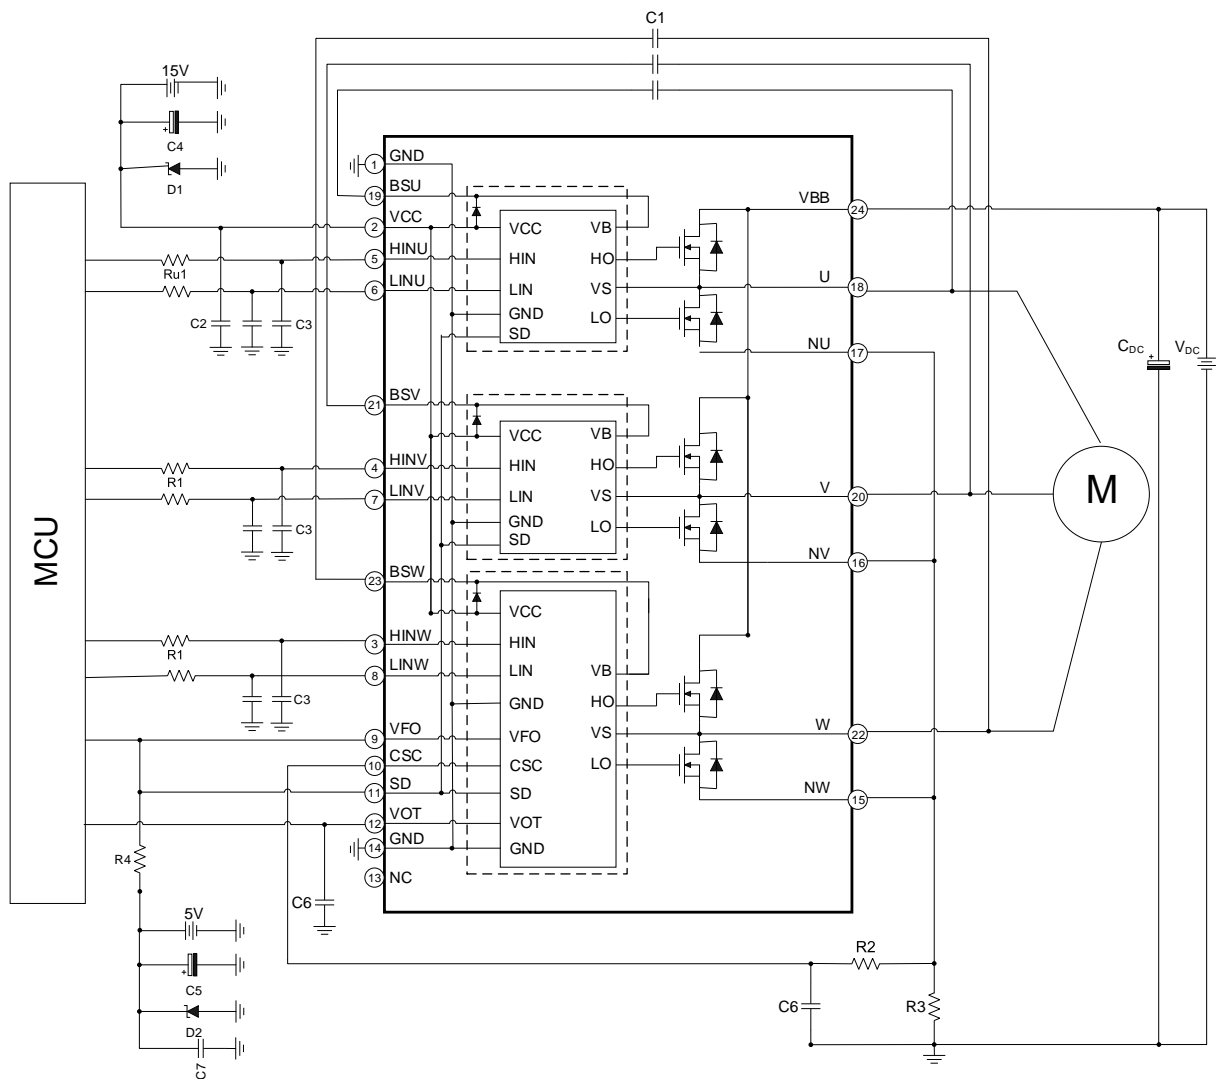 C1
15V
C4
D1
MCU
Ru1
C2
C3
R1
C3
R1
C3
R4
C6
5V
C5
D2
C7
1 GND
19 BSU
2 VCC
5 HINU
6 LINU
21 BSV
4 HINV
7 LINV
23 BSW
3 HINW
8 LINW
9 VFO
10 CSC
11 SD
12 VOT
14 GND
13 NC
VCC VB
HIN HO
LIN VS
GND LO
SD
VCC VB
HIN HO
LIN VS
GND LO
SD
VCC
HIN
LIN VB
GND HO
VFO VS
CSC LO
SD
VOT
GND
VBB 24
U 18
NU 17
V 20
NV 16
W 22
NW 15
CDC +
VDC
M
R2
C6
R3